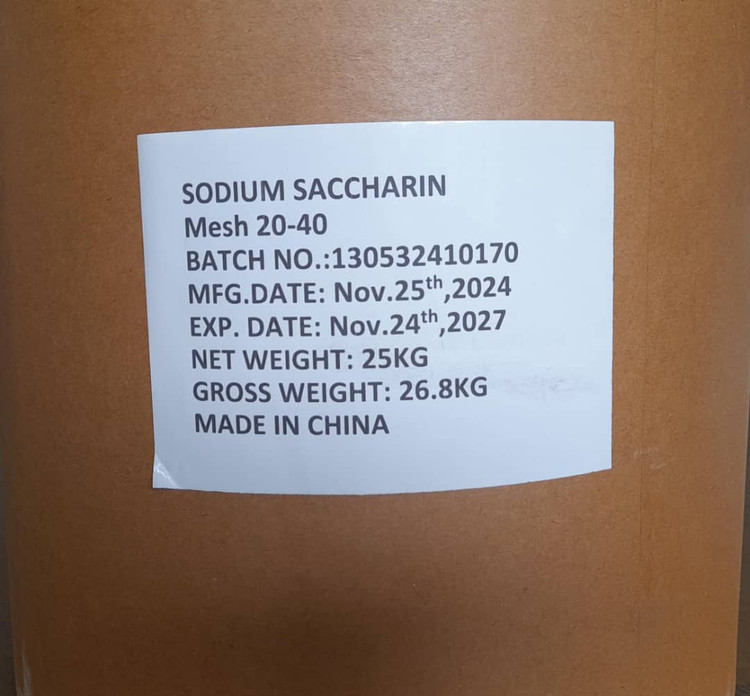 SODIUM SACCHARIN
Mesh 20-40
BATCH NO.:130532410170
MFG.DATE: Nov.25th,2024
EXP. DATE: Nov.24th,2027
NET WEIGHT: 25KG
GROSS WEIGHT: 26.8KG
MADE IN CHINA